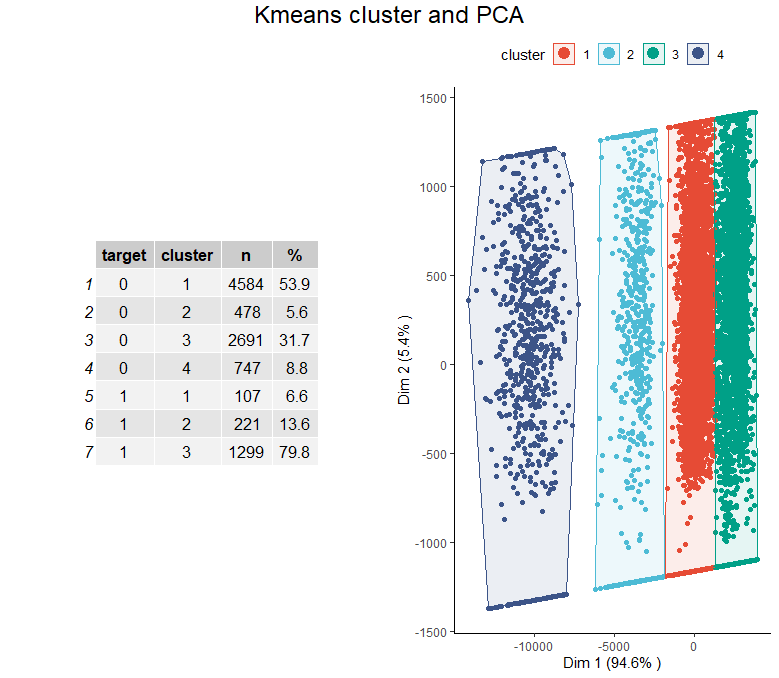 Kmeans cluster and PCA
cluster 1 2 3 4
target cluster n %
1 0 1 4584 53.9
2 0 2 478 5.6
3 0 3 2691 31.7
4 0 4 747 8.8
5 1 1 107 6.6
6 1 2 221 13.6
7 1 3 1299 79.8
Dim 2 (5.4% )
1500
1000
500
0
-500
-1000
-1500
-10000 -5000 0
Dim 1 (94.6% )